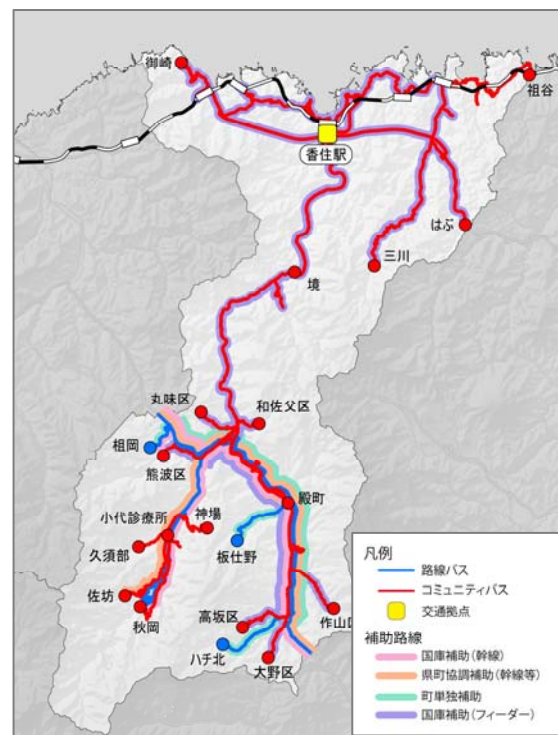 御崎
祖谷
香住駅
はぶ
三川
境
丸味区
和佐父区
祖岡
熊波区
殿町
小代診療所
神場
久須部
板仕野
佐坊
秋岡
高坂区
作山区
ハチ北
大野区
凡例
路線バス
コミュニティバス
交通拠点
補助路線
国庫補助（幹線）
県町協調補助（幹線等）
町単独補助
国庫補助（フィーダー）